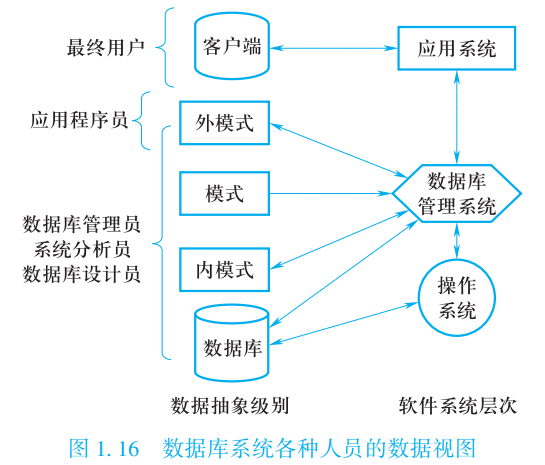 最终用户
客户端
应用系统
应用程序员
外模式
模式
数据库
管理系统
数据库管理员
系统分析员
数据库设计员
内模式
操作
系统
数据库
数据抽象级别
软件系统层次
图 1.16 数据库系统各种人员的数据视图